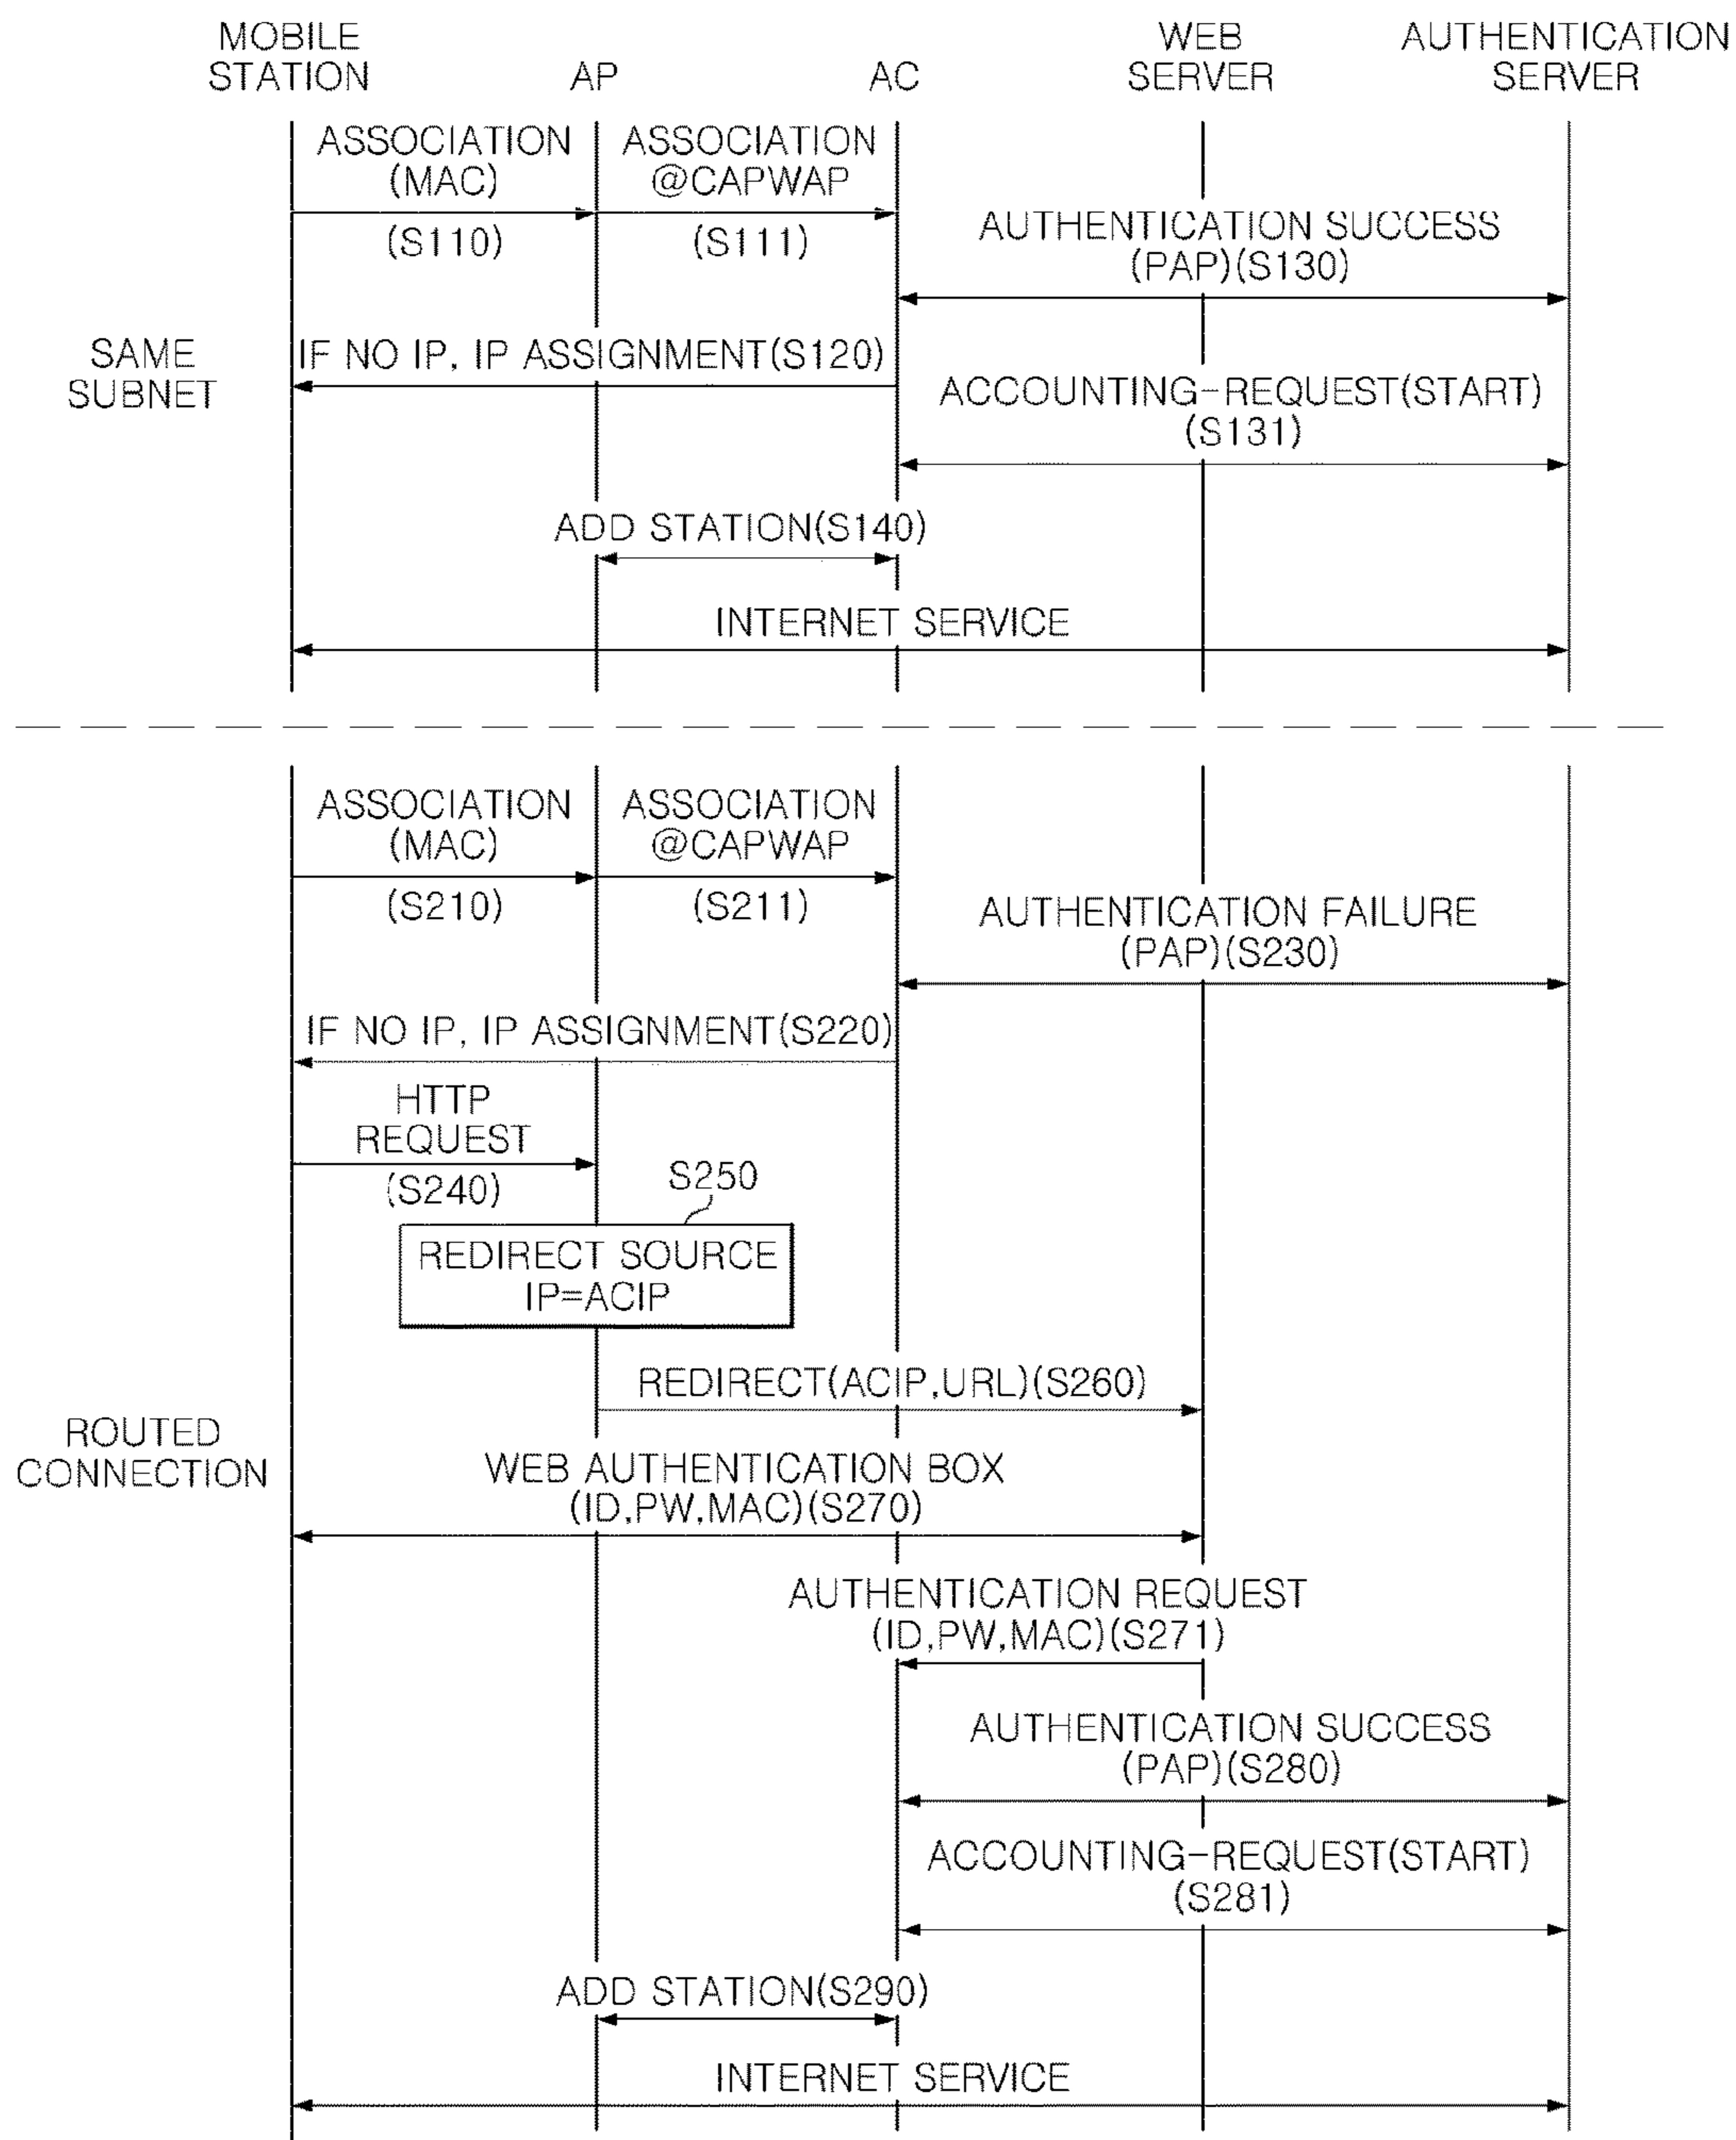 MOBILE
STATION
AP
AC
WEB
SERVER
AUTHENTICATION
SERVER
ASSOCIATION
(MAC)
(S110)
ASSOCIATION
@CAPWAP
(S111)
AUTHENTICATION SUCCESS
(PAP)(S130)
SAME
SUBNET
IF NO IP, IP ASSIGNMENT(S120)
ACCOUNTING-REQUEST(START)
(S131)
ADD STATION(S140)
INTERNET SERVICE
ASSOCIATION
(MAC)
(S210)
ASSOCIATION
@CAPWAP
(S211)
AUTHENTICATION FAILURE
(PAP)(S230)
IF NO IP, IP ASSIGNMENT(S220)
HTTP
REQUEST
(S240)
S250
REDIRECT SOURCE
IP=ACIP
REDIRECT(ACIP,URL)(S260)
ROUTED
CONNECTION
WEB AUTHENTICATION BOX
(ID,PW,MAC)(S270)
AUTHENTICATION REQUEST
(ID,PW,MAC)(S271)
AUTHENTICATION SUCCESS
(PAP)(S280)
ACCOUNTING-REQUEST(START)
(S281)
ADD STATION(S290)
INTERNET SERVICE